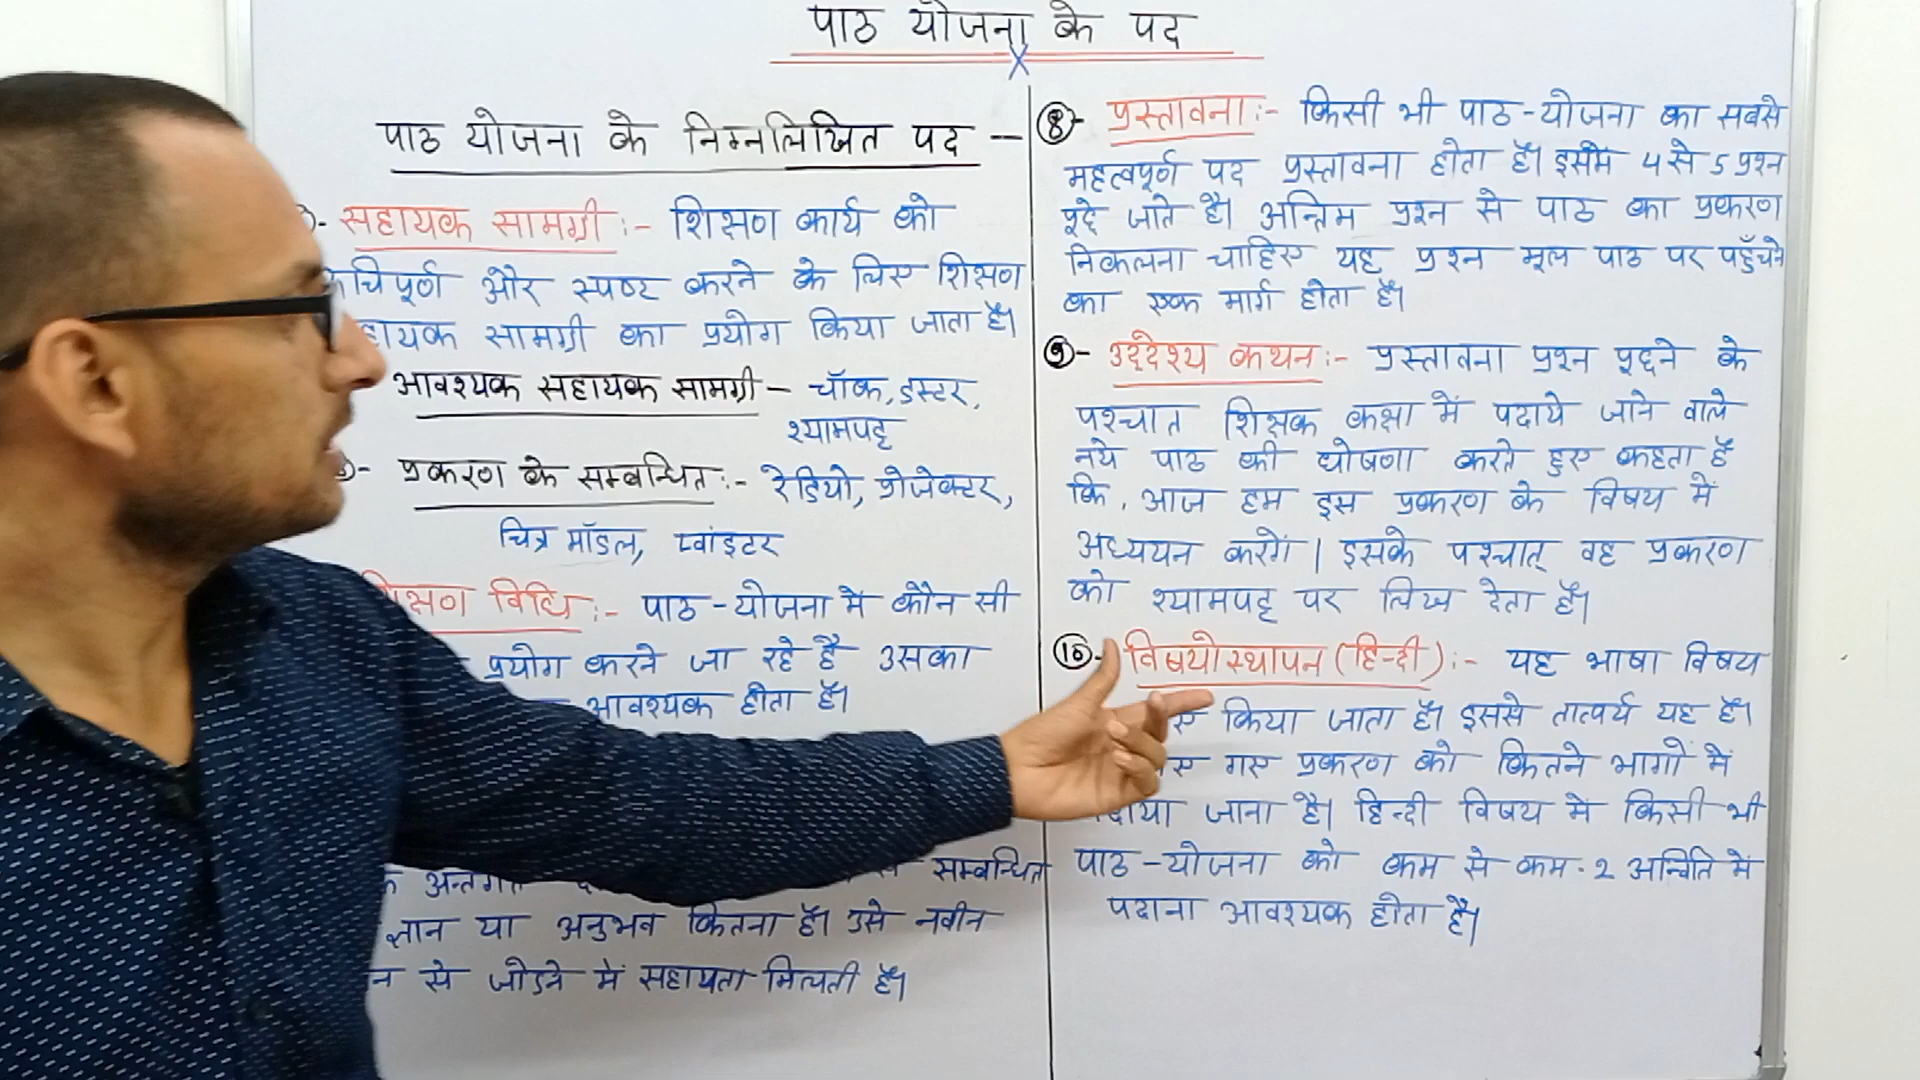 पाठ योजना के पद
पाठ योजना के निम्नलिखित पद —
सहायक सामग्री :- शिक्षण कार्य को
और स्पष्ट करने के लिए शिक्षण
सामग्री का प्रयोग किया जाता है।
आवश्यक सहायक सामग्री – चॉक, डस्टर,
श्यामपट्ट
प्रकरण के सम्बन्धित :- रेडियो, प्रोजेक्टर,
चित्र मॉडल, प्वांइटर
विधि :- पाठ-योजना में कौन सी
प्रयोग करने जा रहे है उसका
आवश्यक होता है।
सम्बन्धित
ज्ञान या अनुभव कितना है। उसे नवीन
से जोडने में सहायता मिलती है।
⑧- प्रस्तावना :- किसी भी पाठ-योजना का सबसे
महत्वपूर्ण पद प्रस्तावना होता है। इसमें 4 से 5 प्रश्न
पूछे जाते है। अन्तिम प्रश्न से पाठ का प्रकरण
निकलना चाहिए यह प्रश्न मूल पाठ पर पहुँचने
का एक मार्ग होता है।
⑨- उद्देश्य कथन :- प्रस्तावना प्रश्न पूछने के
पश्चात शिक्षक कक्षा में पढाये जाने वाले
नये पाठ की घोषणा करते हुए कहता है
कि, आज हम इस प्रकरण के विषय में
अध्ययन करेगें। इसके पश्चात् वह प्रकरण
को श्यामपट्ट पर लिख देता है।
⑩- विषयोस्थापन (हिन्दी) :- यह भाषा विषय
किया जाता है। इससे तात्पर्य यह है।
गए प्रकरण को कितने भागों में
जाना है। हिन्दी विषय में किसी भी
पाठ-योजना को कम से कम 2 अन्विति में
पढाना आवश्यक होता है।